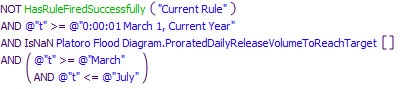 NOT HasRuleFiredSuccessfully ( "Current Rule" )
AND @"t" >= @"0:00:01 March 1, Current Year"
AND IsNaN Platoro Flood Diagram.ProratedDailyReleaseVolumeToReachTarget []
AND ( @"t" >= @"March"
AND @"t" <= @"July" )